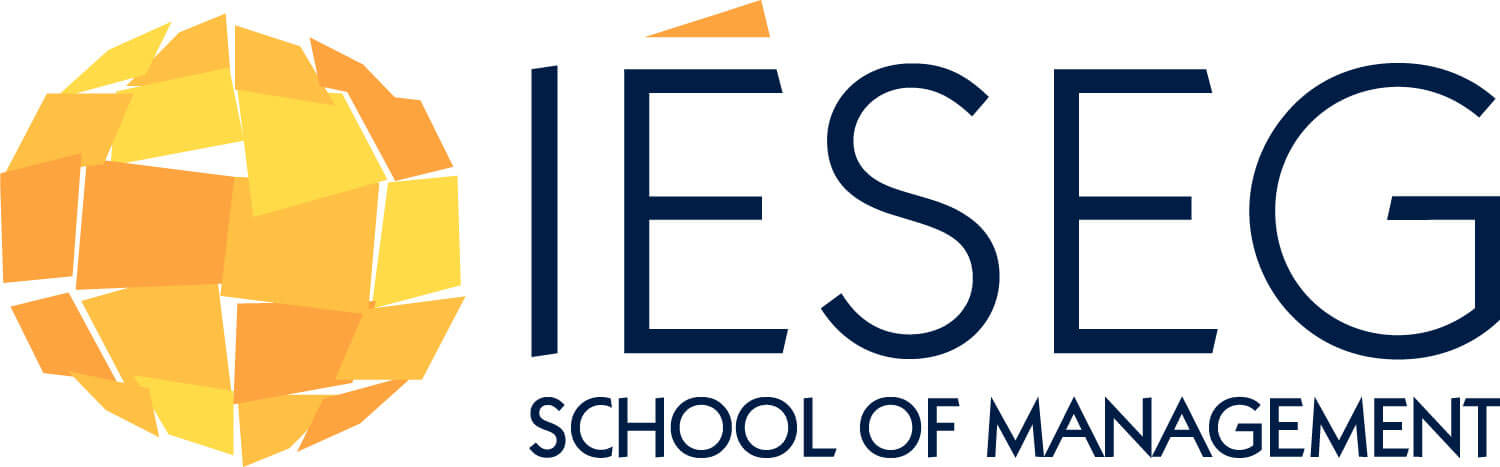 IÉSEG
SCHOOL OF MANAGEMENT